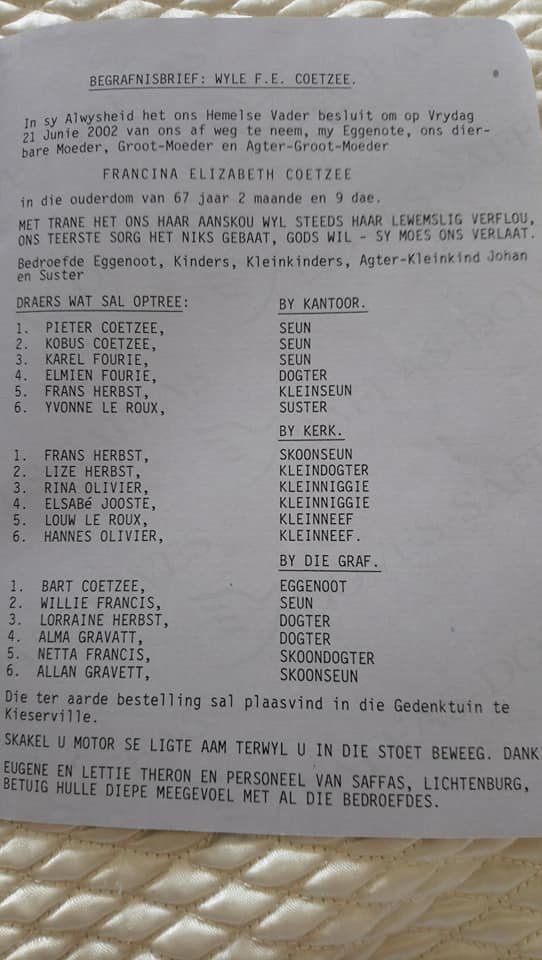 BEGRAFNISBRIEF: WYLE F.E. COETZEE.
In sy Alwysheid het ons Hemelse Vader besluit om op Vrydag
21 Junie 2002 van ons af weg te neem, my Eggenote, ons dier-
bare Moeder, Groot-Moeder en Agter-Groot-Moeder
FRANCINA ELIZABETH COETZEE
in die ouderdom van 67 jaar 2 maande en 9 dae.
MET TRANE HET ONS HAAR AANSKOU WYL STEEDS HAAR LEWEMSLIG VERFLOU,
ONS TEERSTE SORG HET NIKS GEBAAT, GODS WIL - SY MOES ONS VERLAAT.
Bedroefde Eggenoot, Kinders, Kleinkinders, Agter-Kleinkind Johan
en Suster
DRAERS WAT SAL OPTREE: BY KANTOOR.
1. PIETER COETZEE, SEUN
2. KOBUS COETZEE, SEUN
3. KAREL FOURIE, SEUN
4. ELMIEN FOURIE, DOGTER
5. FRANS HERBST, KLEINSEUN
6. YVONNE LE ROUX, SUSTER
BY KERK.
1. FRANS HERBST, SKOONSEUN
2. LIZE HERBST, KLEINDOGTER
3. RINA OLIVIER, KLEINNIGGIE
4. ELSABé JOOSTE, KLEINNIGGIE
5. LOUW LE ROUX, KLEINNEEF
6. HANNES OLIVIER, KLEINNEEF.
BY DIE GRAF.
1. BART COETZEE, EGGENOOT
2. WILLIE FRANCIS, SEUN
3. LORRAINE HERBST, DOGTER
4. ALMA GRAVATT, DOGTER
5. NETTA FRANCIS, SKOONDOGTER
6. ALLAN GRAVETT, SKOONSEUN
Die ter aarde bestelling sal plaasvind in die Gedenktuin te
Kieserville.
SKAKEL U MOTOR SE LIGTE AAM TERWYL U IN DIE STOET BEWEEG. DANK
EUGENE EN LETTIE THERON EN PERSONEEL VAN SAFFAS, LICHTENBURG,
BETUIG HULLE DIEPE MEEGEVOEL MET AL DIE BEDROEFDES.